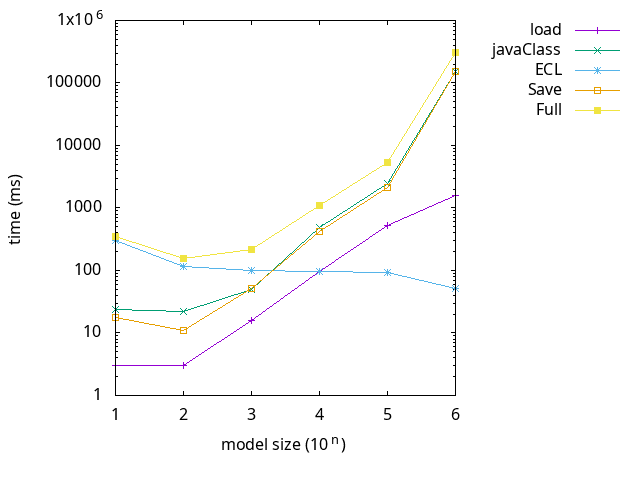 1x10^6
100000
10000
1000
100
10
1
1 2 3 4 5 6
time (ms)
model size (10^n)
load
javaClass
ECL
Save
Full